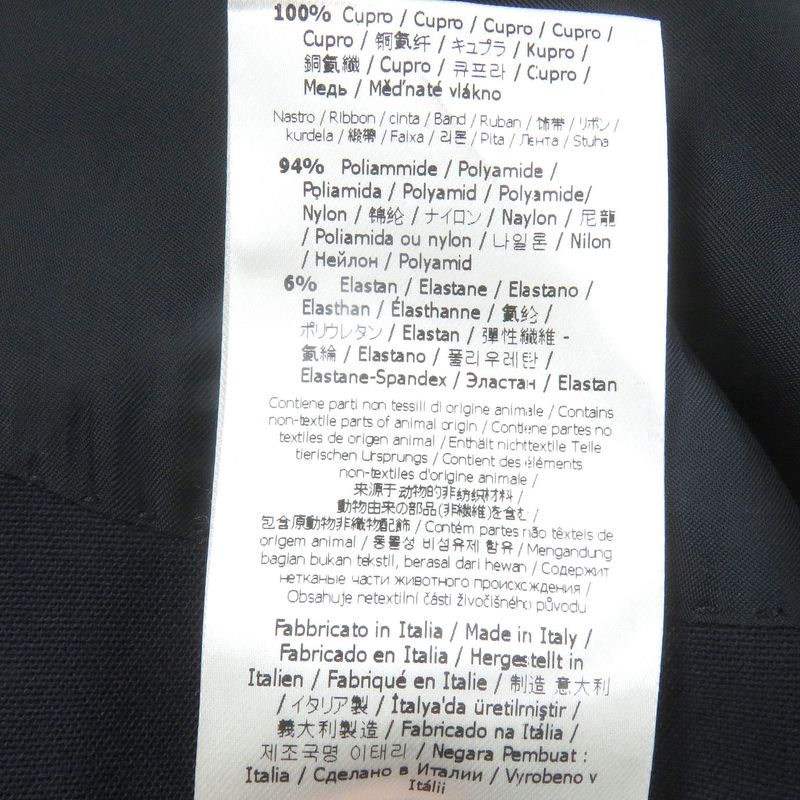 100% Cupro / Cupro / Cupro / Cupro /
Cupro / 铜氨纤 / キュプラ / Kupro /
銅氨纖 / Cupro / 큐프라 / Cupro /
Медь / Měďnaté vlákno
Nastro / Ribbon / cinta / Band / Ruban / 饰带 / リボン /
kurdela / 緞帶 / Faixa / 리본 / Pita / Лента / Stuha
94% Poliammide / Polyamide /
Poliamida / Polyamid / Polyamide/
Nylon / 锦纶 / ナイロン / Naylon / 尼龍
/ Poliamida ou nylon / 나일론 / Nilon
/ Нейлон / Polyamid
6% Elastan / Elastane / Elastano /
Elasthan / Élasthanne / 氨纶 /
ポリウレタン / Elastan / 彈性纖維 -
氨綸 / Elastano / 폴리우레탄 /
Elastane-Spandex / Эластан / Elastan
Contiene parti non tessili di origine animale / Contains
non-textile parts of animal origin / Contiene partes no
textiles de origen animal / Enthält nichttextile Teile
tierischen Ursprungs / Contient des éléments
non-textiles d'origine animale /
来源于动物的非纺织材料 /
動物由来の部品(非繊維)を含む /
包含原動物非織物配飾 / Contém partes não têxteis de
origem animal / 동물성 비섬유제 함유 / Mengandung
bagian bukan tekstil, berasal dari hewan / Содержит
нетканые части животного происхождения /
Obsahuje netextilní části živočišného původu
Fabbricato in Italia / Made in Italy /
Fabricado en Italia / Hergestellt in
Italien / Fabriqué en Italie / 制造 意大利
/ イタリア製 / İtalya'da üretilmiştir /
義大利製造 / Fabricado na Itália /
제조국명 이태리 / Negara Pembuat :
Italia / Сделано в Италии / Vyrobeno v
Itálii